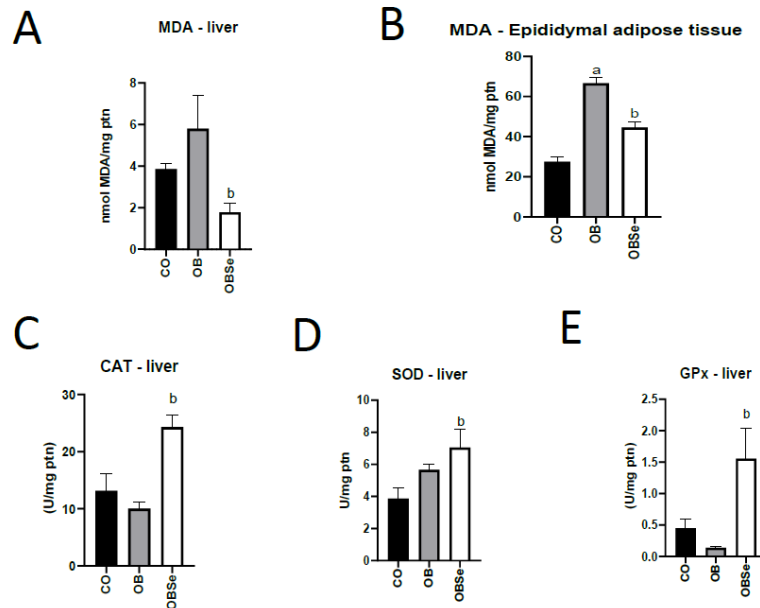 A
MDA - liver
nmol MDA/mg ptn
8
6
4
2
0
b
CO
OB
OBSe
B
MDA - Epididymal adipose tissue
nmol MDA/mg ptn
80
60
40
20
0
a
b
CO
OB
OBSe
C
CAT - liver
(U/mg ptn)
30
20
10
0
b
CO
OB
OBSe
D
SOD - liver
U/mg ptn
10
8
6
4
2
0
b
CO
OB
OBSe
E
GPx - liver
(U/mg ptn)
2.5
2.0
1.5
1.0
0.5
0.0
b
CO
OB
OBSe